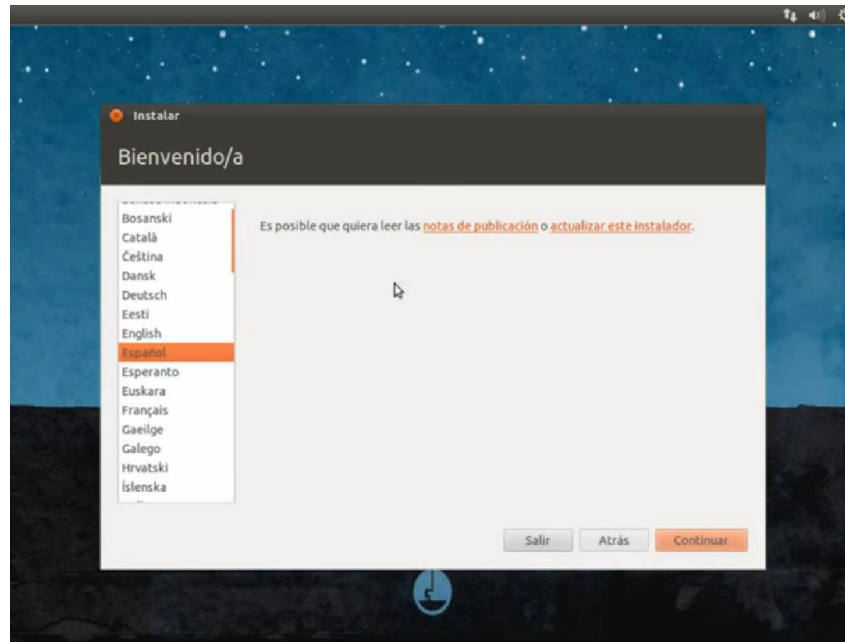 Instalar
Bienvenido/a
Bosanski
Català
Čeština
Dansk
Deutsch
Eesti
English
Español
Esperanto
Euskara
Français
Gaeilge
Galego
Hrvatski
Íslenska
Es posible que quiera leer las notas de publicación o actualizar este instalador.
Salir Atrás Continuar